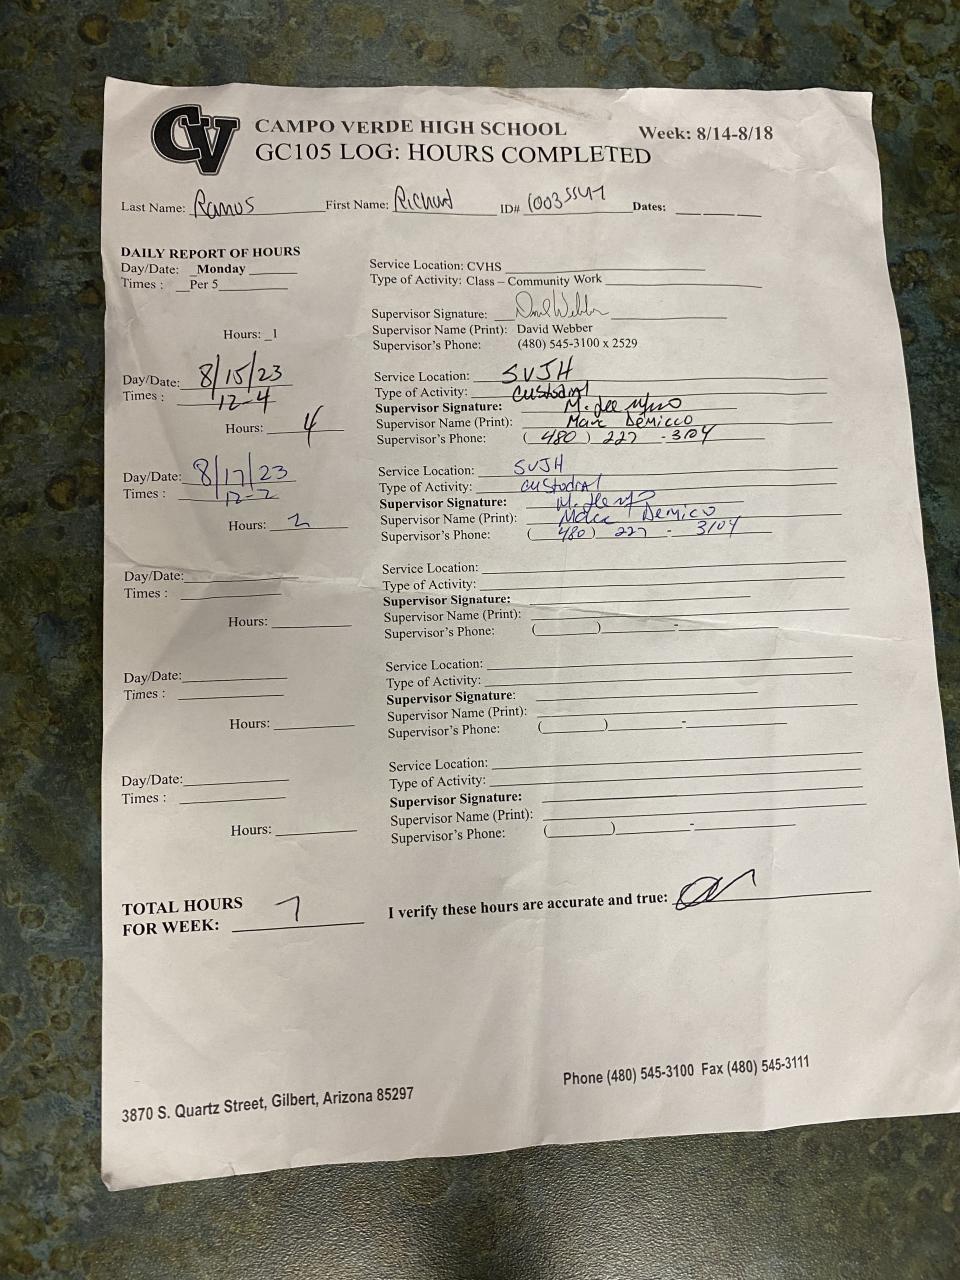 CV
CAMPO VERDE HIGH SCHOOL Week: 8/14-8/18
GC105 LOG: HOURS COMPLETED
Last Name: Ramos First Name: Richard ID# 10035547 Dates: ___ ___ ___
DAILY REPORT OF HOURS
Day/Date: Monday
Times : Per 5
Service Location: CVHS
Type of Activity: Class – Community Work
Supervisor Signature: David Webber
Hours: 1
Supervisor Name (Print): David Webber
Supervisor's Phone: (480) 545-3100 x 2529
Day/Date: 8/15/23
Times : 12-4
Hours: 4
Service Location: SVJH
Type of Activity: Custodial
Supervisor Signature:
Supervisor Name (Print): Marc Demicco
Supervisor's Phone: (480) 227-3104
Day/Date: 8/17/23
Times : 12-2
Hours: 2
Service Location: SVJH
Type of Activity: Custodial
Supervisor Signature:
Supervisor Name (Print): Marc Demico
Supervisor's Phone: (480) 227-3104
Day/Date:
Times :
Hours:
Service Location:
Type of Activity:
Supervisor Signature:
Supervisor Name (Print):
Supervisor's Phone: ( ) -
Day/Date:
Times :
Hours:
Service Location:
Type of Activity:
Supervisor Signature:
Supervisor Name (Print):
Supervisor's Phone: ( ) -
Day/Date:
Times :
Hours:
Service Location:
Type of Activity:
Supervisor Signature:
Supervisor Name (Print):
Supervisor's Phone: ( ) -
TOTAL HOURS
FOR WEEK: 7
I verify these hours are accurate and true:
3870 S. Quartz Street, Gilbert, Arizona 85297
Phone (480) 545-3100 Fax (480) 545-3111